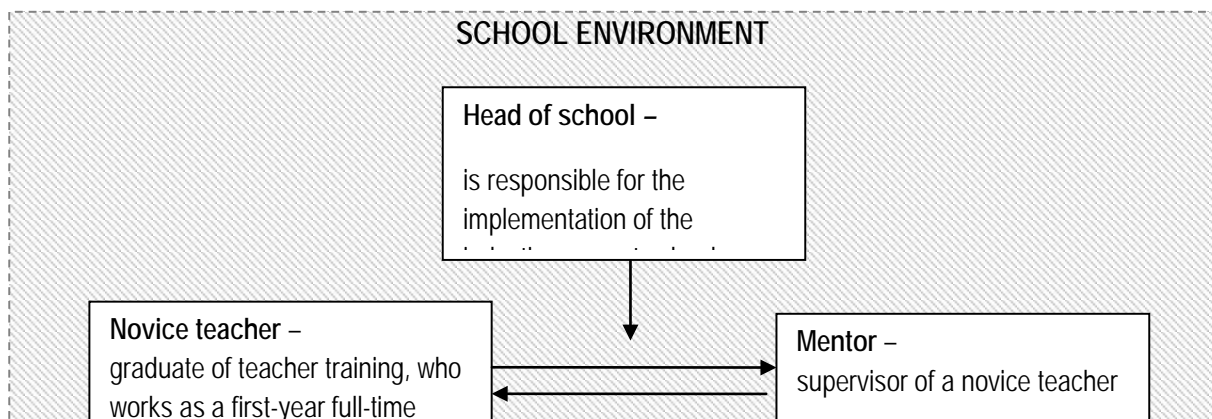 SCHOOL ENVIRONMENT
Head of school –
is responsible for the
implementation of the
Novice teacher –
graduate of teacher training, who
works as a first-year full-time
Mentor –
supervisor of a novice teacher